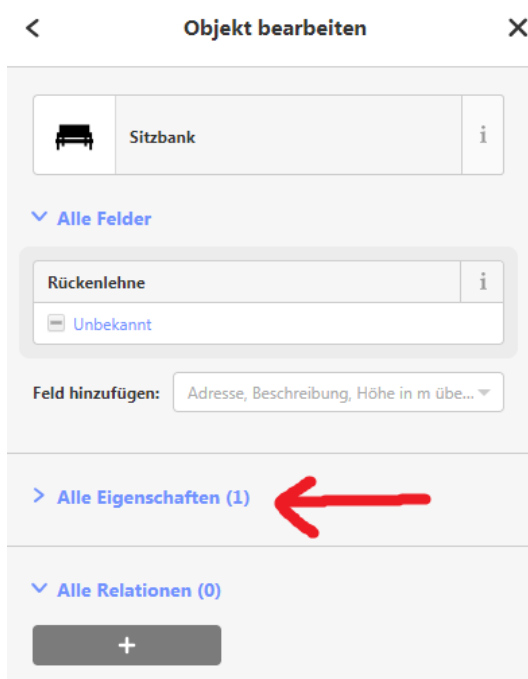 Objekt bearbeiten
Sitzbank
i
Alle Felder
Rückenlehne
i
Unbekannt
Feld hinzufügen: Adresse, Beschreibung, Höhe in m übe...
Alle Eigenschaften (1)
Alle Relationen (0)
+